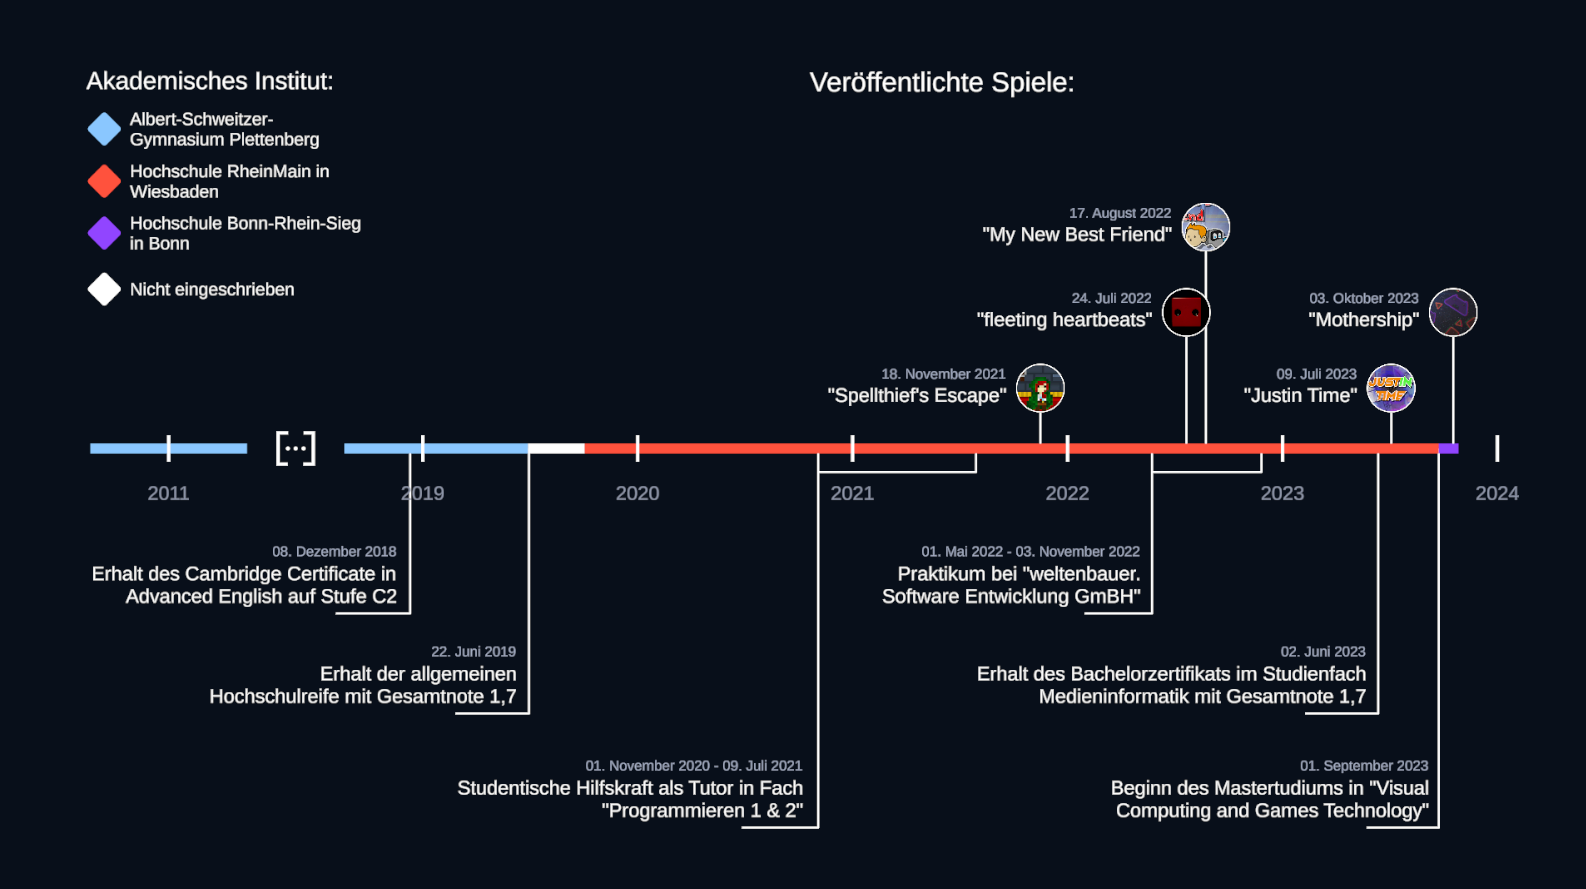 Akademisches Institut:
Albert-Schweitzer-
Gymnasium Plettenberg
Hochschule RheinMain in
Wiesbaden
Hochschule Bonn-Rhein-Sieg
in Bonn
Nicht eingeschrieben
Veröffentlichte Spiele:
17. August 2022
"My New Best Friend"
24. Juli 2022
"fleeting heartbeats"
03. Oktober 2023
"Mothership"
18. November 2021
"Spellthief's Escape"
09. Juli 2023
"Justin Time"
JUSTIN
TIME
[...]
2011
2019
2020
2021
2022
2023
2024
08. Dezember 2018
Erhalt des Cambridge Certificate in
Advanced English auf Stufe C2
22. Juni 2019
Erhalt der allgemeinen
Hochschulreife mit Gesamtnote 1,7
01. November 2020 - 09. Juli 2021
Studentische Hilfskraft als Tutor in Fach
"Programmieren 1 & 2"
01. Mai 2022 - 03. November 2022
Praktikum bei "weltenbauer.
Software Entwicklung GmBH"
02. Juni 2023
Erhalt des Bachelorzertifikats im Studienfach
Medieninformatik mit Gesamtnote 1,7
01. September 2023
Beginn des Mastertudiums in "Visual
Computing and Games Technology"